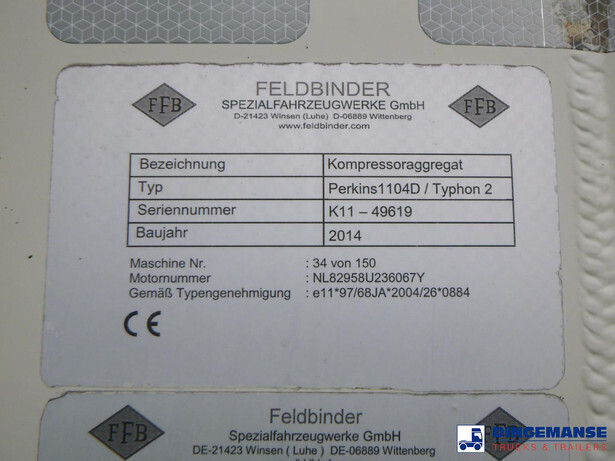 FFB
FELDBINDER
SPEZIALFAHRZEUGWERKE GmbH
D-21423 Winsen (Luhe) D-06889 Wittenberg
www.feldbinder.com
FFB
Bezeichnung Kompressoraggregat
Typ Perkins1104D / Typhon 2
Seriennummer K11 – 49619
Baujahr 2014
Maschine Nr. : 34 von 150
Motornummer : NL82958U236067Y
Gemäß Typengenehmigung : e11*97/68JA*2004/26*0884
CE
FFB
Feldbinder
Spezialfahrzeugwerke GmbH
DE-21423 Winsen ( Luhe ) DE-06889 Wittenberg
FFB
DINGEMANSE
TRUCKS & TRAILERS